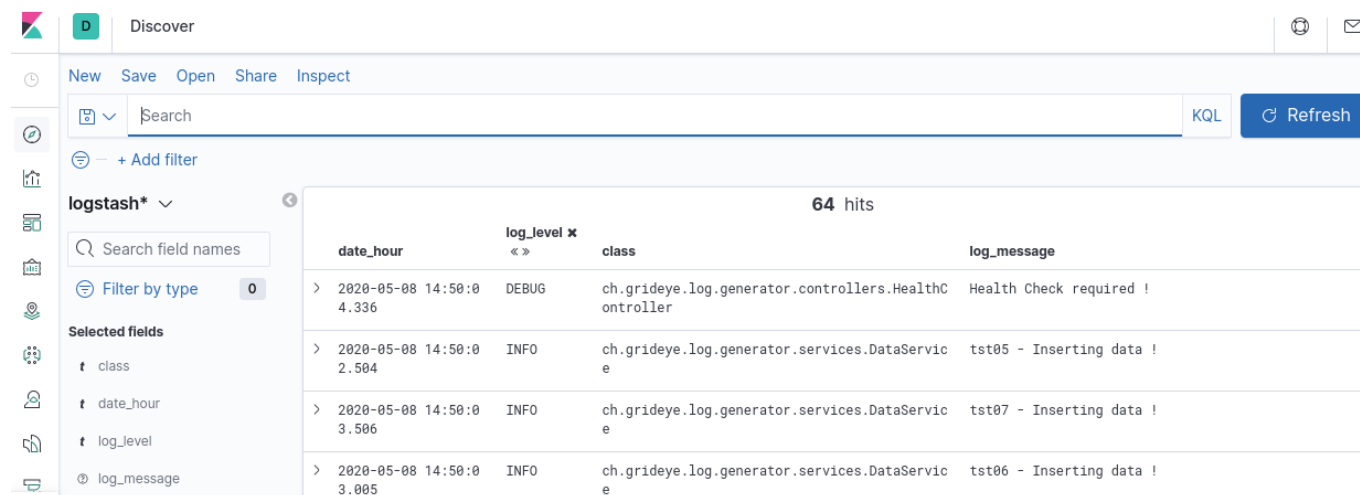 D Discover
New Save Open Share Inspect
Search KQL Refresh
+ Add filter
logstash*
64 hits
Search field names
log_level
date_hour class log_message
Filter by type 0
2020-05-08 14:50:0 DEBUG ch.grideye.log.generator.controllers.HealthC Health Check required !
4.336 ontroller
Selected fields
2020-05-08 14:50:0 INFO ch.grideye.log.generator.services.DataServic tst05 - Inserting data !
2.504 e
t class
t date_hour
2020-05-08 14:50:0 INFO ch.grideye.log.generator.services.DataServic tst07 - Inserting data !
3.506 e
t log_level
2020-05-08 14:50:0 INFO ch.grideye.log.generator.services.DataServic tst06 - Inserting data !
3.005 e
? log_message